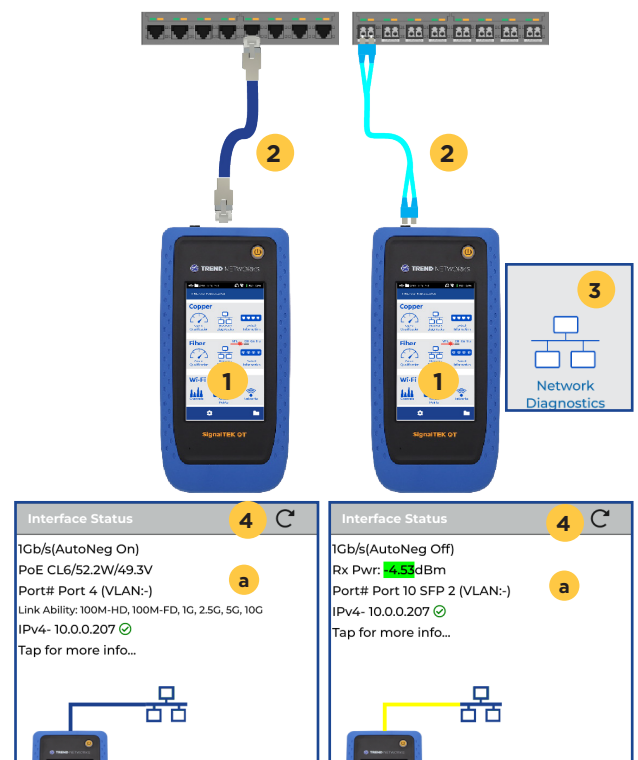 2
2
TREND NETWORKS
TREND NETWORKS
3
Copper
Copper
Network
Diagnostics
Fiber
Fiber
1
1
Wi-Fi
Wi-Fi
SignalTEK QT
SignalTEK QT
Interface Status
4
1Gb/s(AutoNeg On)
PoE CL6/52.2W/49.3V
a
Port# Port 4 (VLAN:-)
Link Ability: 100M-HD, 100M-FD, 1G, 2.5G, 5G, 10G
IPv4- 10.0.0.207
Tap for more info...
Interface Status
4
1Gb/s(AutoNeg Off)
Rx Pwr: -4.53dBm
a
Port# Port 10 SFP 2 (VLAN:-)
IPv4- 10.0.0.207
Tap for more info...